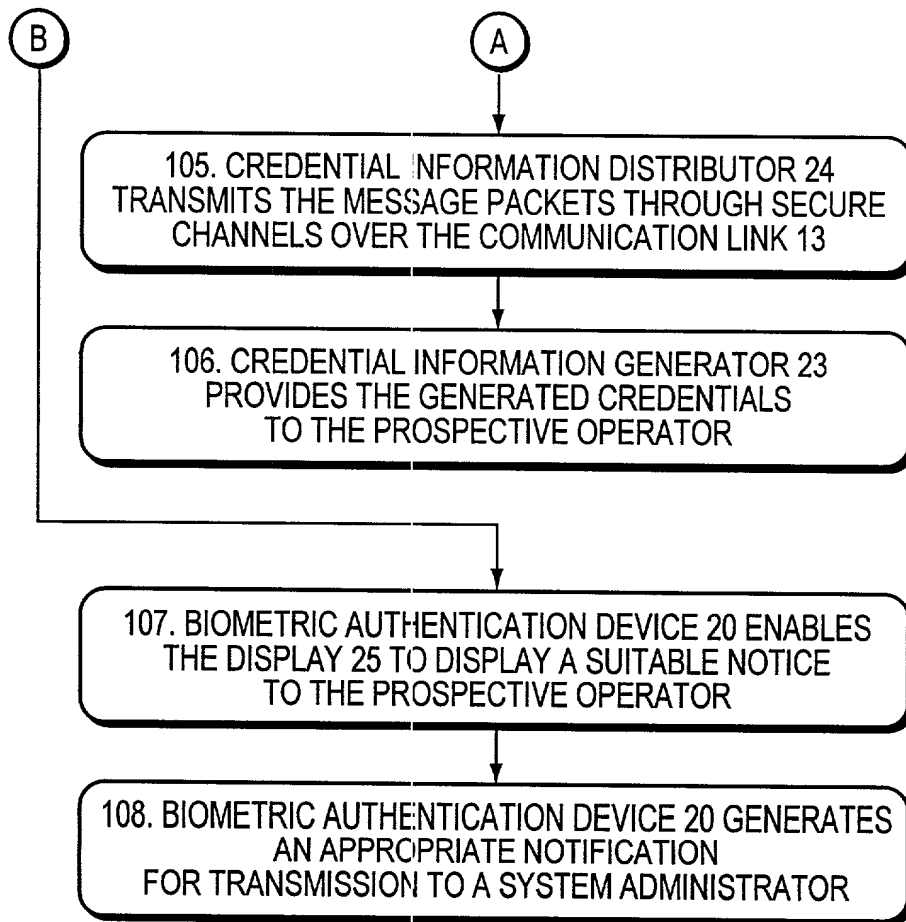 B
A
105. CREDENTIAL INFORMATION DISTRIBUTOR 24
TRANSMITS THE MESSAGE PACKETS THROUGH SECURE
CHANNELS OVER THE COMMUNICATION LINK 13
106. CREDENTIAL INFORMATION GENERATOR 23
PROVIDES THE GENERATED CREDENTIALS
TO THE PROSPECTIVE OPERATOR
107. BIOMETRIC AUTHENTICATION DEVICE 20 ENABLES
THE DISPLAY 25 TO DISPLAY A SUITABLE NOTICE
TO THE PROSPECTIVE OPERATOR
108. BIOMETRIC AUTHENTICATION DEVICE 20 GENERATES
AN APPROPRIATE NOTIFICATION
FOR TRANSMISSION TO A SYSTEM ADMINISTRATOR